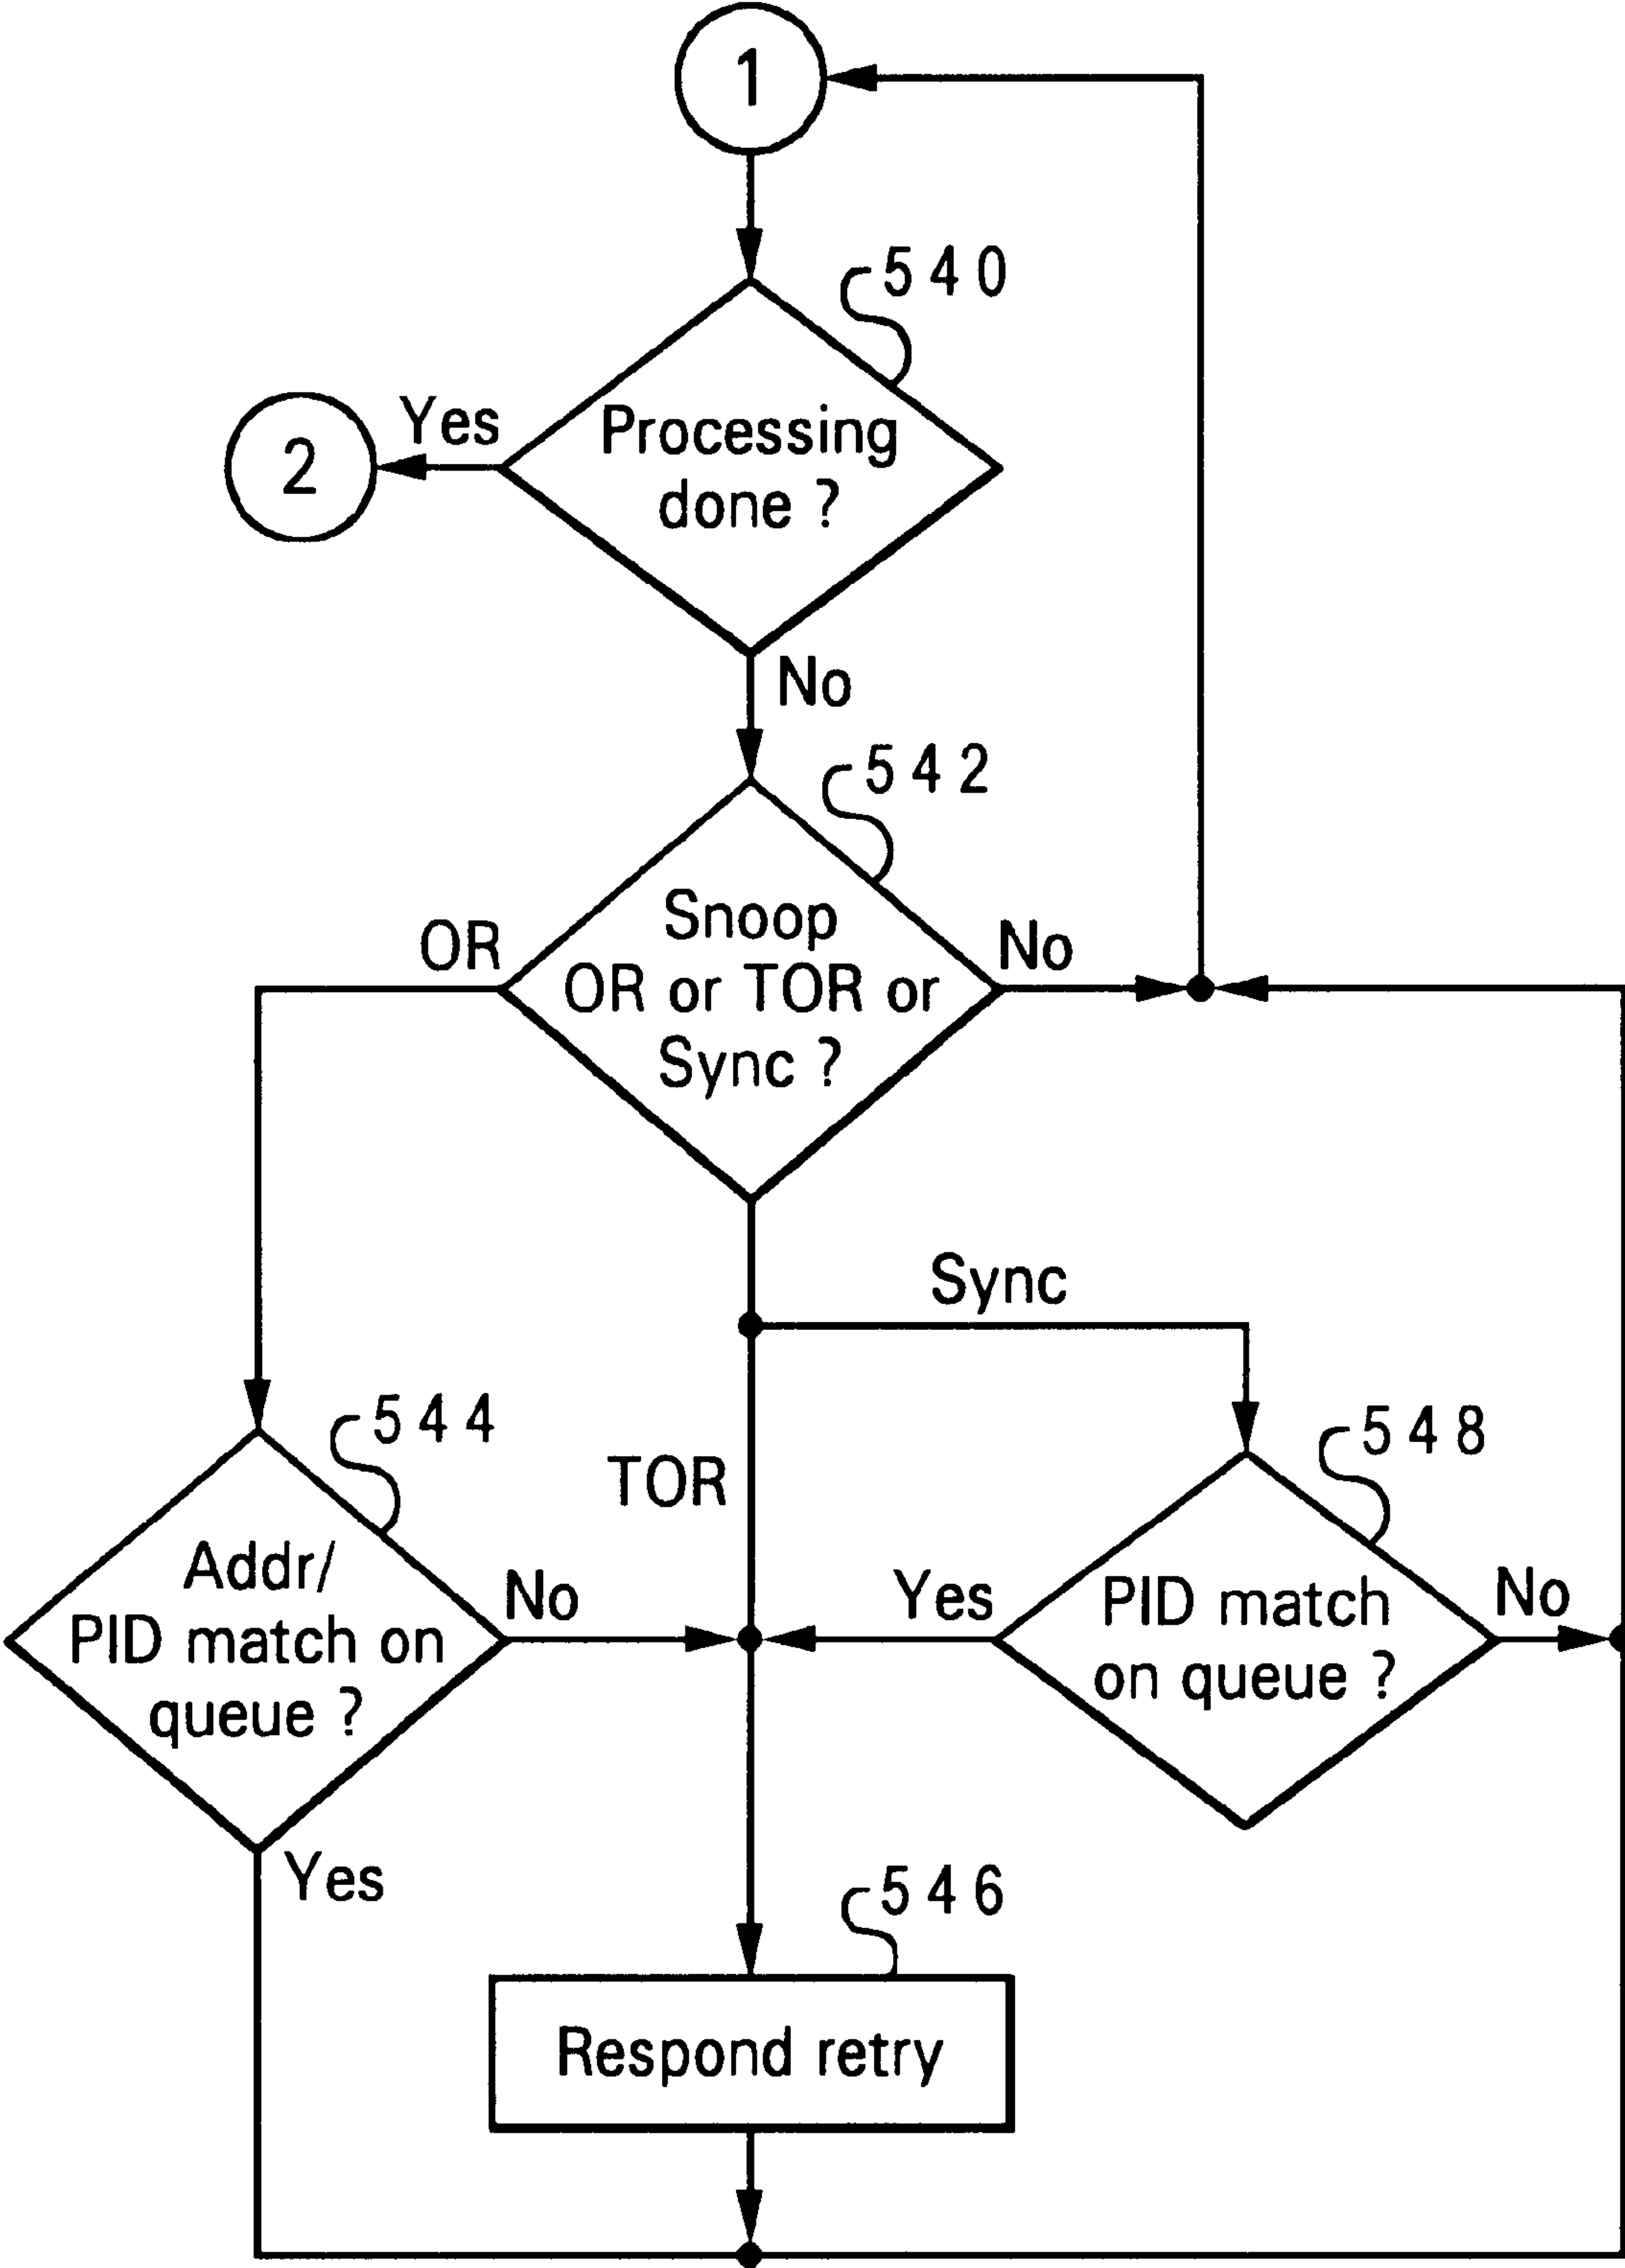 1
540
Yes
Processing
done ?
2
No
542
Snoop
OR or TOR or
Sync ?
OR
No
Sync
544
548
TOR
Addr/
PID match on
queue ?
No
Yes
PID match
on queue ?
No
Yes
546
Respond retry